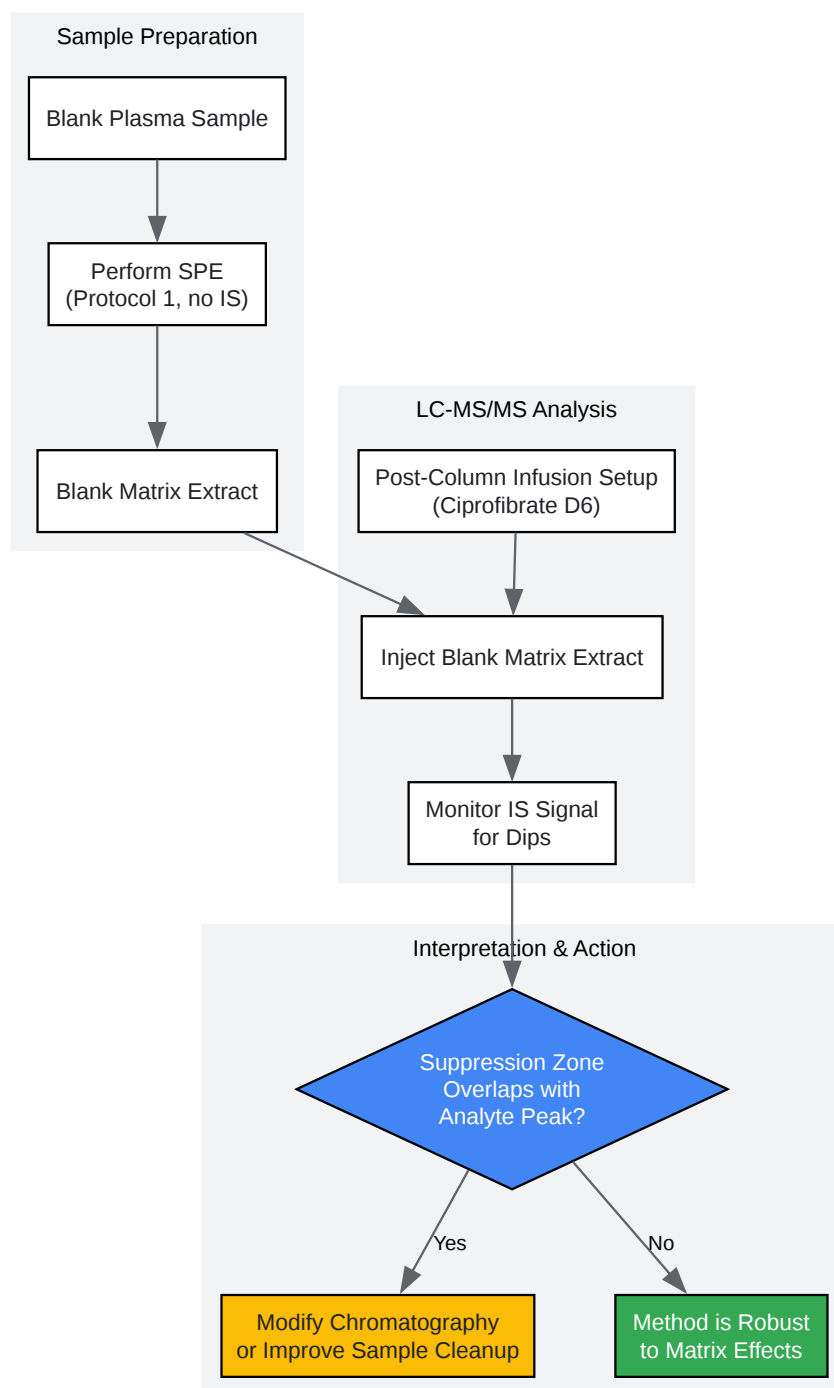 Sample Preparation
Blank Plasma Sample
Perform SPE
(Protocol 1, no IS)
Blank Matrix Extract
LC-MS/MS Analysis
Post-Column Infusion Setup
(Ciprofibrate D6)
Inject Blank Matrix Extract
Monitor IS Signal
for Dips
Interpretation & Action
Suppression Zone
Overlaps with
Analyte Peak?
Yes
No
Modify Chromatography
or Improve Sample Cleanup
Method is Robust
to Matrix Effects